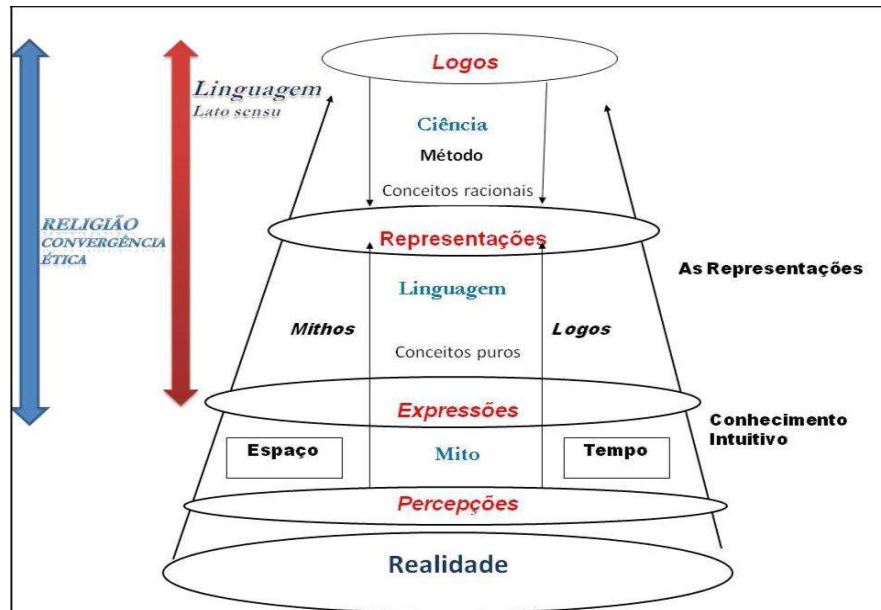 Logos
Linguagem
Lato sensu
Ciência
Método
Conceitos racionais
RELIGIÃO
CONVERGÊNCIA
ÉTICA
Representações
As Representações
Linguagem
Mithos
Logos
Conceitos puros
Expressões
Conhecimento
Intuitivo
Espaço
Mito
Tempo
Percepções
Realidade